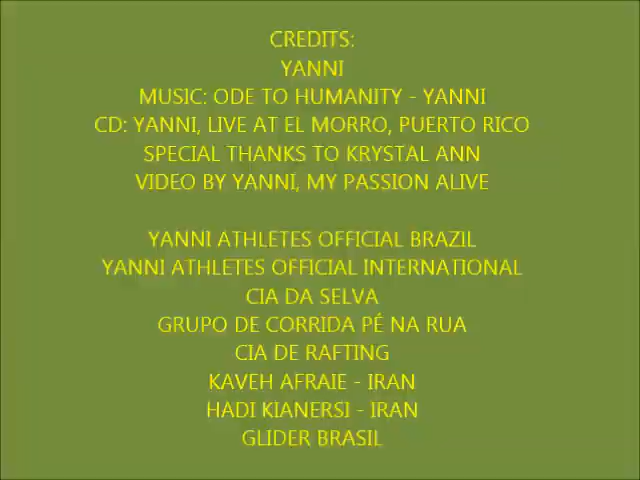 CREDITS:
YANNI
MUSIC: ODE TO HUMANITY - YANNI
CD: YANNI, LIVE AT EL MORRO, PUERTO RICO
SPECIAL THANKS TO KRYSTAL ANN
VIDEO BY YANNI, MY PASSION ALIVE
YANNI ATHLETES OFFICIAL BRAZIL
YANNI ATHLETES OFFICIAL INTERNATIONAL
CIA DA SELVA
GRUPO DE CORRIDA PÉ NA RUA
CIA DE RAFTING
KAVEH AFRAIE - IRAN
HADI KIANERSI - IRAN
GLIDER BRASIL